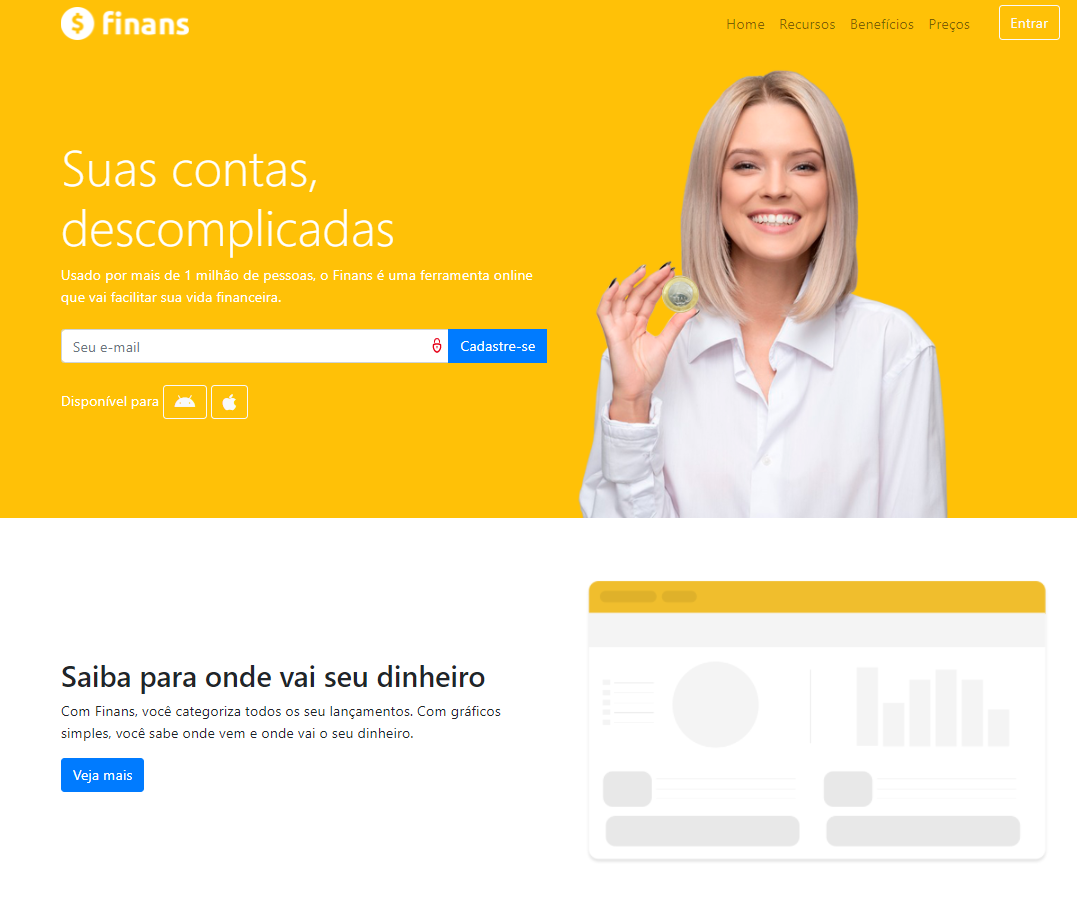 finans
Home Recursos Benefícios Preços Entrar
Suas contas,
descomplicadas
Usado por mais de 1 milhão de pessoas, o Finans é uma ferramenta online
que vai facilitar sua vida financeira.
Seu e-mail Cadastre-se
Disponível para
Saiba para onde vai seu dinheiro
Com Finans, você categoriza todos os seu lançamentos. Com gráficos
simples, você sabe onde vem e onde vai o seu dinheiro.
Veja mais